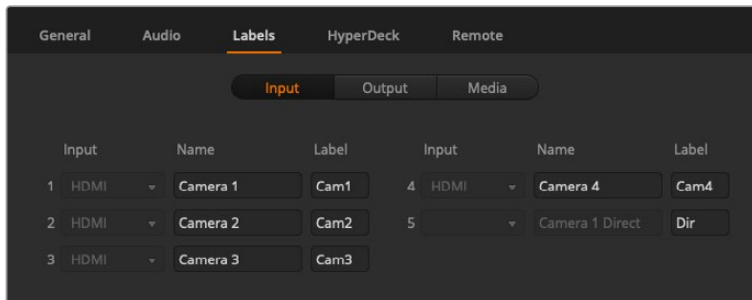 General Audio Labels HyperDeck Remote
Input Output Media
Input Name Label Input Name Label
1 HDMI Camera 1 Cam1 4 HDMI Camera 4 Cam4
2 HDMI Camera 2 Cam2 5 Camera 1 Direct Dir
3 HDMI Camera 3 Cam3